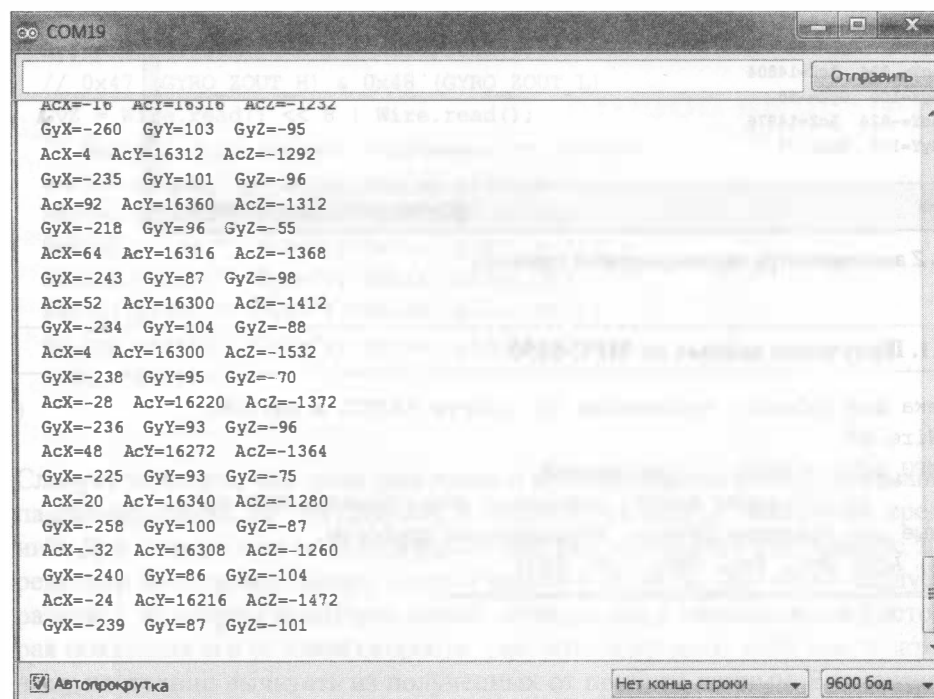 COM19
Отправить
AcX=-16 AcY=16316 AcZ=-1232
GyX=-260 GyY=103 GyZ=-95
AcX=4 AcY=16312 AcZ=-1292
GyX=-235 GyY=101 GyZ=-96
AcX=92 AcY=16360 AcZ=-1312
GyX=-218 GyY=96 GyZ=-55
AcX=64 AcY=16316 AcZ=-1368
GyX=-243 GyY=87 GyZ=-98
AcX=52 AcY=16300 AcZ=-1412
GyX=-234 GyY=104 GyZ=-88
AcX=4 AcY=16300 AcZ=-1532
GyX=-238 GyY=95 GyZ=-70
AcX=-28 AcY=16220 AcZ=-1372
GyX=-236 GyY=93 GyZ=-96
AcX=48 AcY=16272 AcZ=-1364
GyX=-225 GyY=93 GyZ=-75
AcX=20 AcY=16340 AcZ=-1280
GyX=-258 GyY=100 GyZ=-87
AcX=-32 AcY=16308 AcZ=-1260
GyX=-240 GyY=86 GyZ=-104
AcX=-24 AcY=16216 AcZ=-1472
GyX=-239 GyY=87 GyZ=-101
Автопрокрутка
Нет конца строки
9600 бод